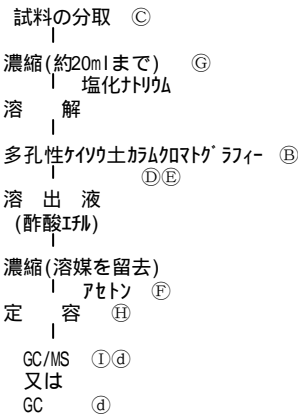 試料の分取 Ⓒ
濃縮(約20mlまで) Ⓖ
塩化ﾅﾄﾘｳﾑ
溶 解
多孔性ｹｲｿｳ土ｶﾗﾑｸﾛﾏﾄｸﾞﾗﾌｨｰ Ⓑ
ⒹⒺ
溶 出 液
(酢酸ｴﾁﾙ)
濃縮(溶媒を留去)
ｱｾﾄﾝ Ⓕ
定 容 Ⓗ
GC/MS Ⓘⓓ
又は
GC ⓓ